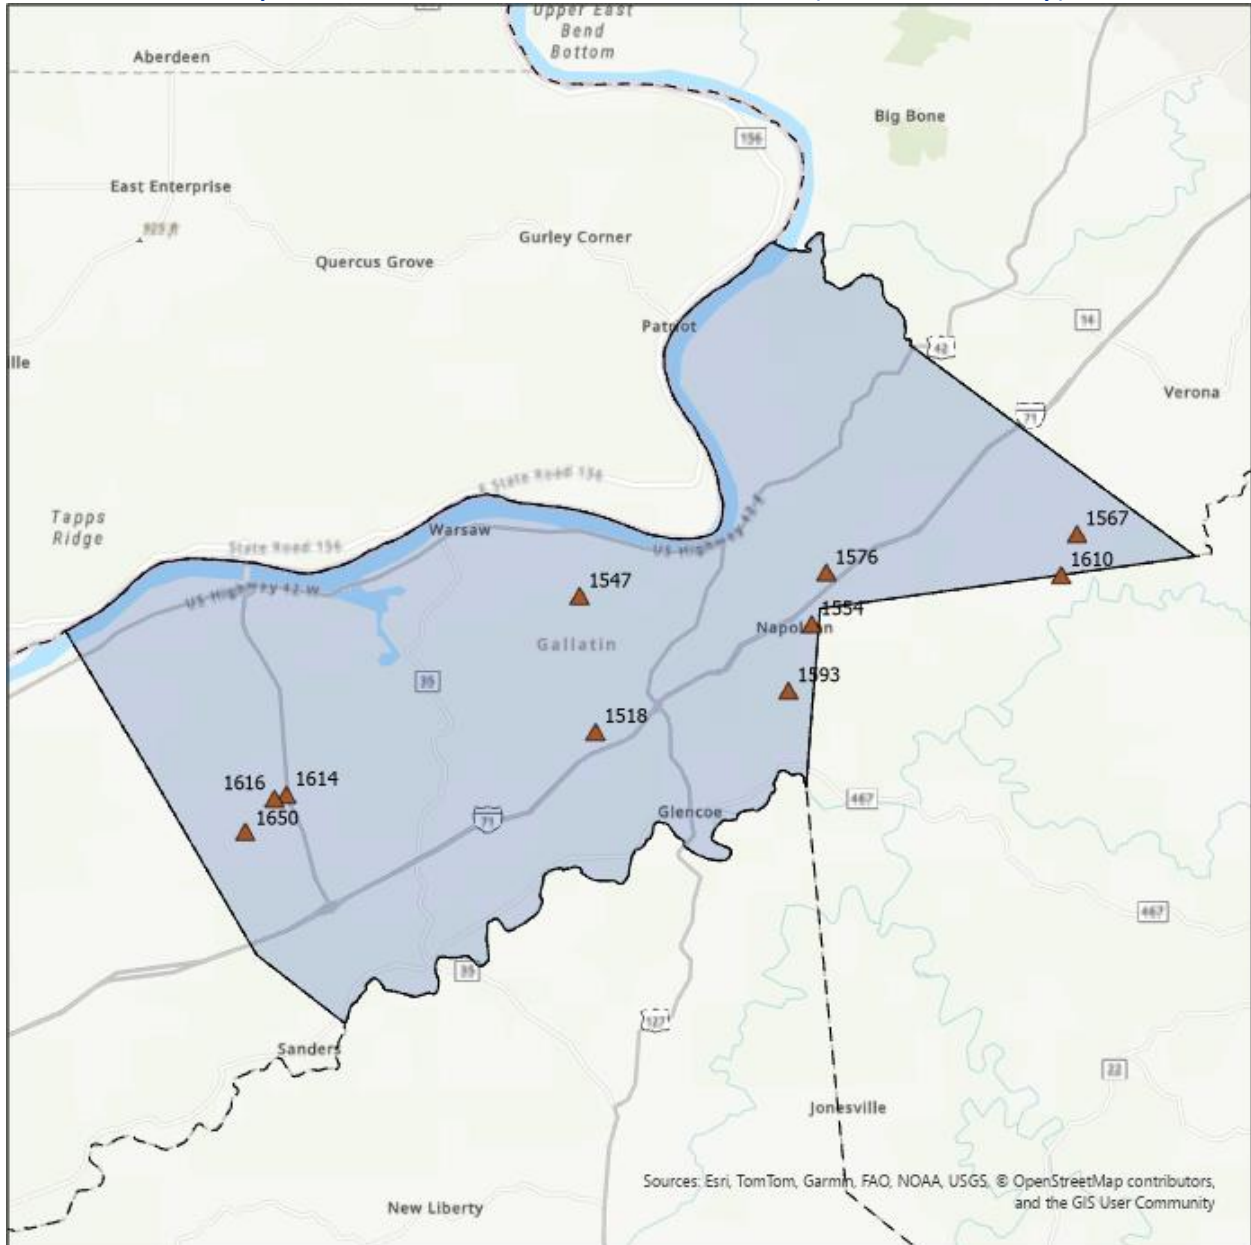 Upper East
Bend
Bottom
Aberdeen
Big Bone
156
East Enterprise
925 ft
Gurley Corner
Quercus Grove
Patriot
14
42
lle
Verona
71
E State Road 156
Tapps
Ridge
Warsaw
1567
State Road 156
US Highway 42 E
1610
1576
US Highway 42 W
1547
1554
Napoleon
Gallatin
35
1593
1518
1616
1614
1650
Glencoe
467
71
467
35
127
Sanders
22
Jonesville
Sources: Esri, TomTom, Garmin, FAO, NOAA, USGS, © OpenStreetMap contributors,
and the GIS User Community
New Liberty